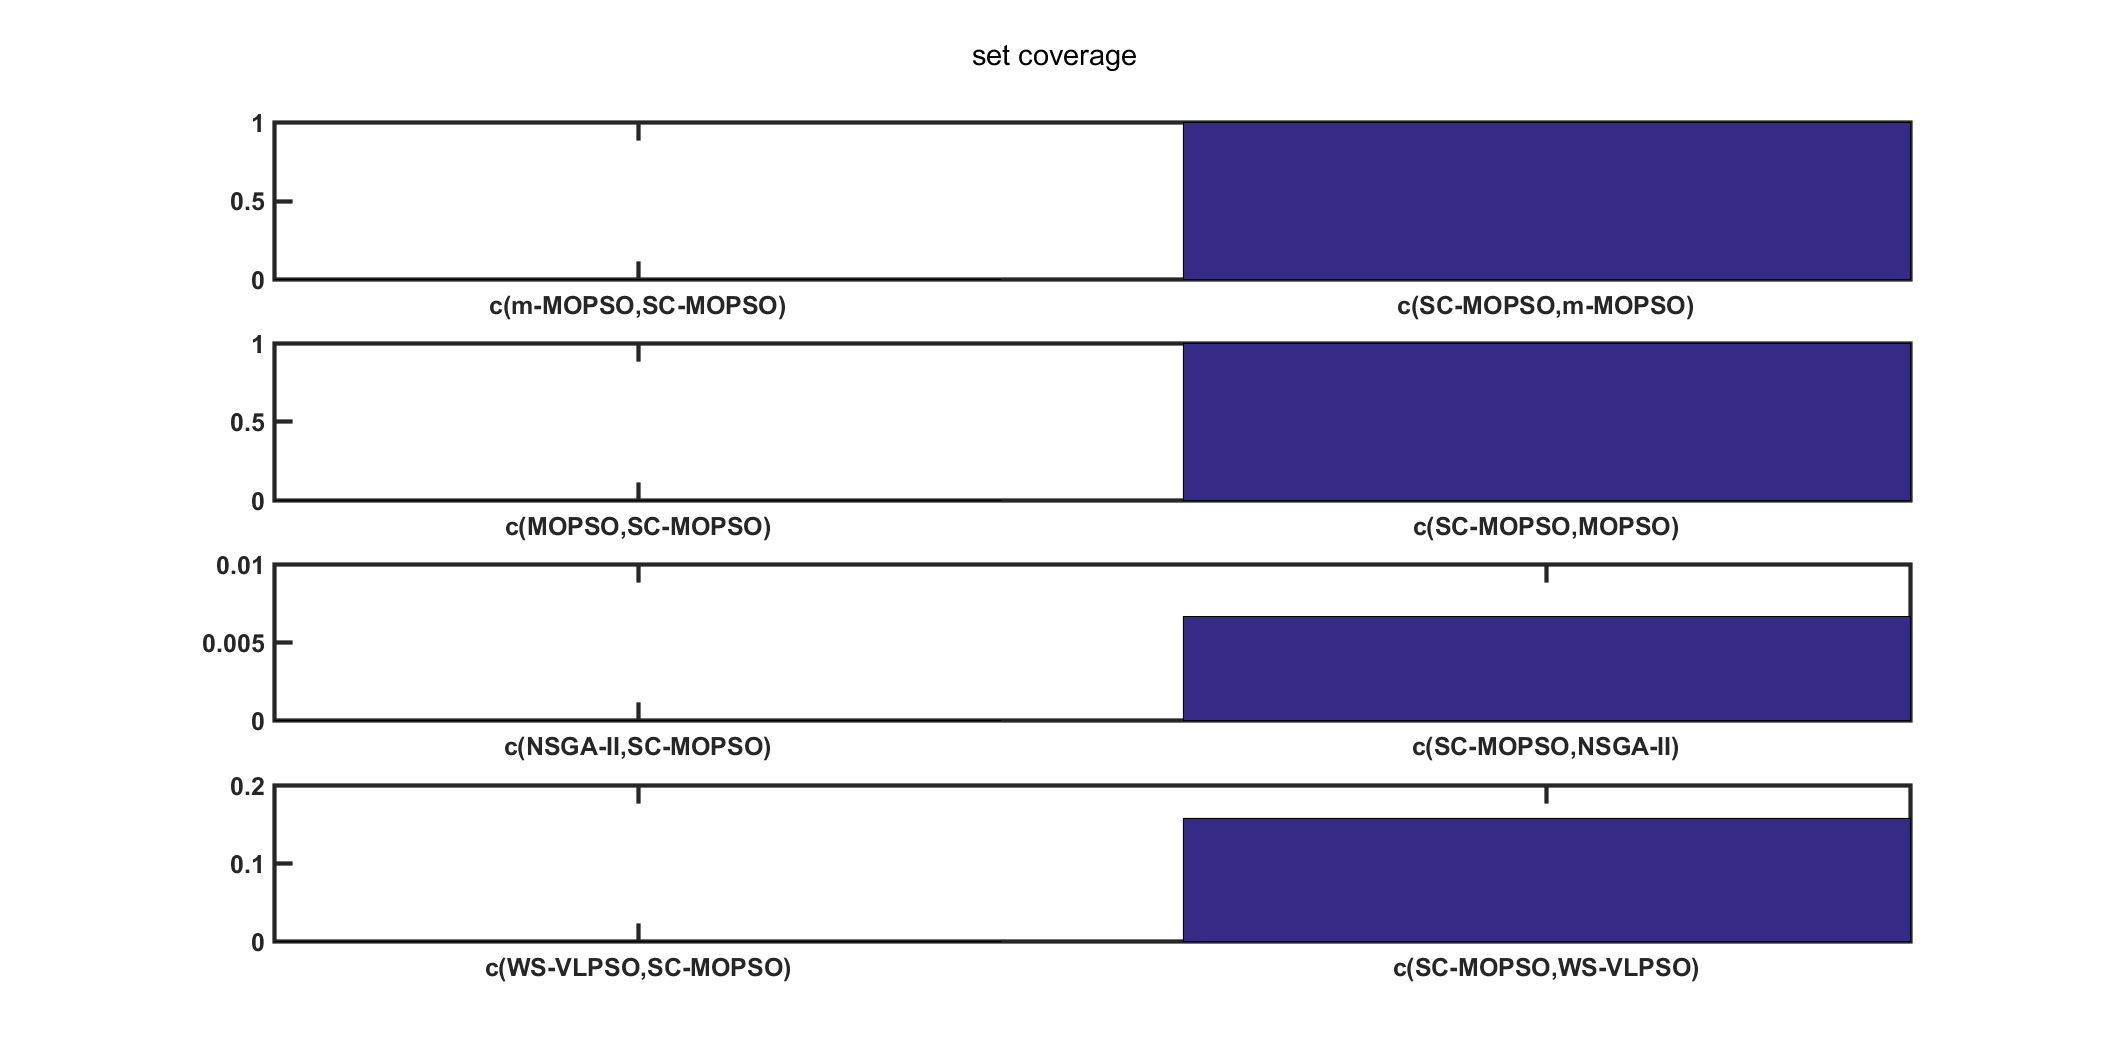 set coverage
1
0.5
0
c(m-MOPSO,SC-MOPSO) c(SC-MOPSO,m-MOPSO)
1
0.5
0
c(MOPSO,SC-MOPSO) c(SC-MOPSO,MOPSO)
0.01
0.005
0
c(NSGA-II,SC-MOPSO) c(SC-MOPSO,NSGA-II)
0.2
0.1
0
c(WS-VLPSO,SC-MOPSO) c(SC-MOPSO,WS-VLPSO)